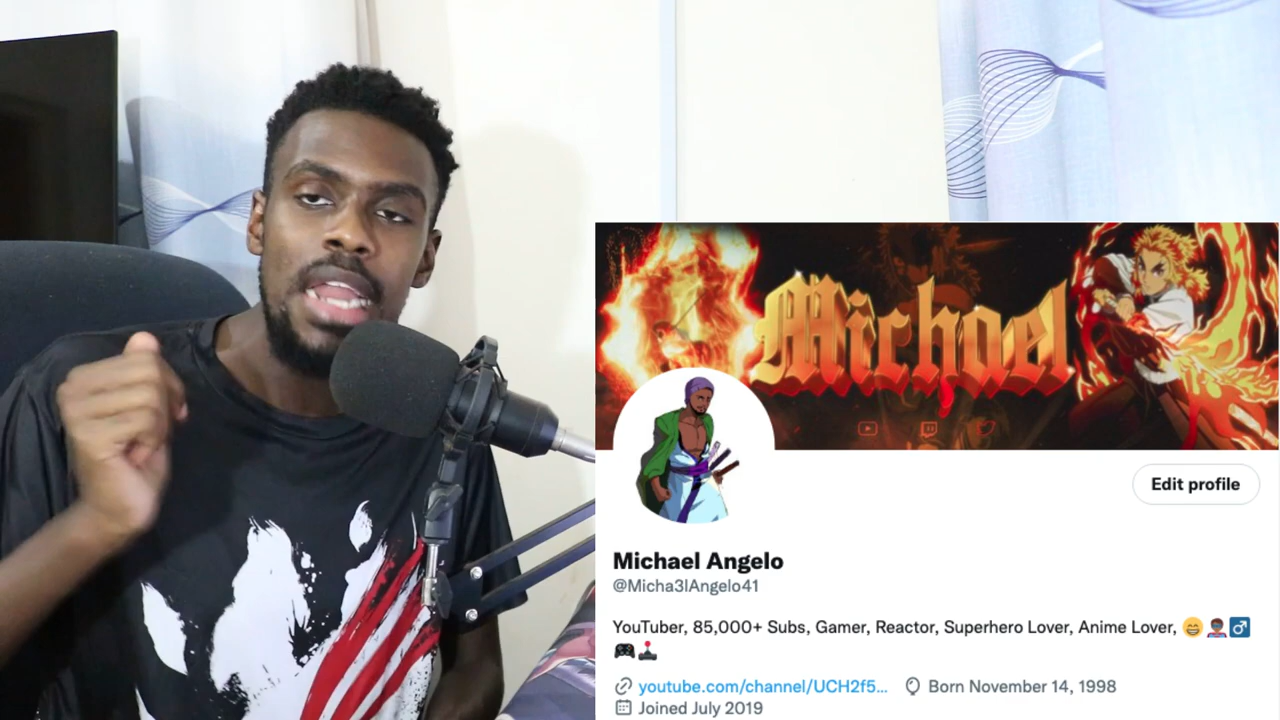 Michael
Edit profile
Michael Angelo
@Micha3lAngelo41
YouTuber, 85,000+ Subs, Gamer, Reactor, Superhero Lover, Anime Lover, 😁🦸🏿‍♂️
🎮🕹️
youtube.com/channel/UCH2f5...
Born November 14, 1998
Joined July 2019